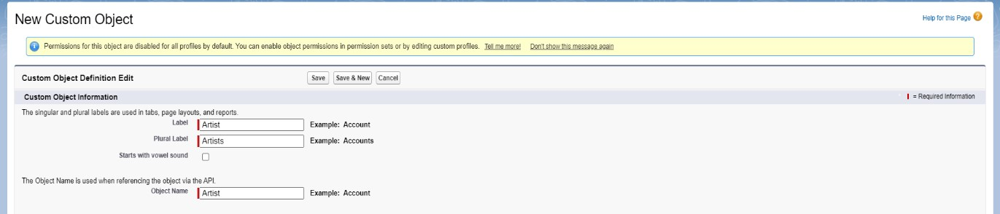 New Custom Object
Help for this Page ?
i Permissions for this object are disabled for all profiles by default. You can enable object permissions in permission sets or by editing custom profiles. Tell me more! Don't show this message again
Custom Object Definition Edit Save Save & New Cancel
Custom Object Information = Required Information
The singular and plural labels are used in tabs, page layouts, and reports.
Label Artist Example: Account
Plural Label Artists Example: Accounts
Starts with vowel sound
The Object Name is used when referencing the object via the API.
Object Name Artist Example: Account